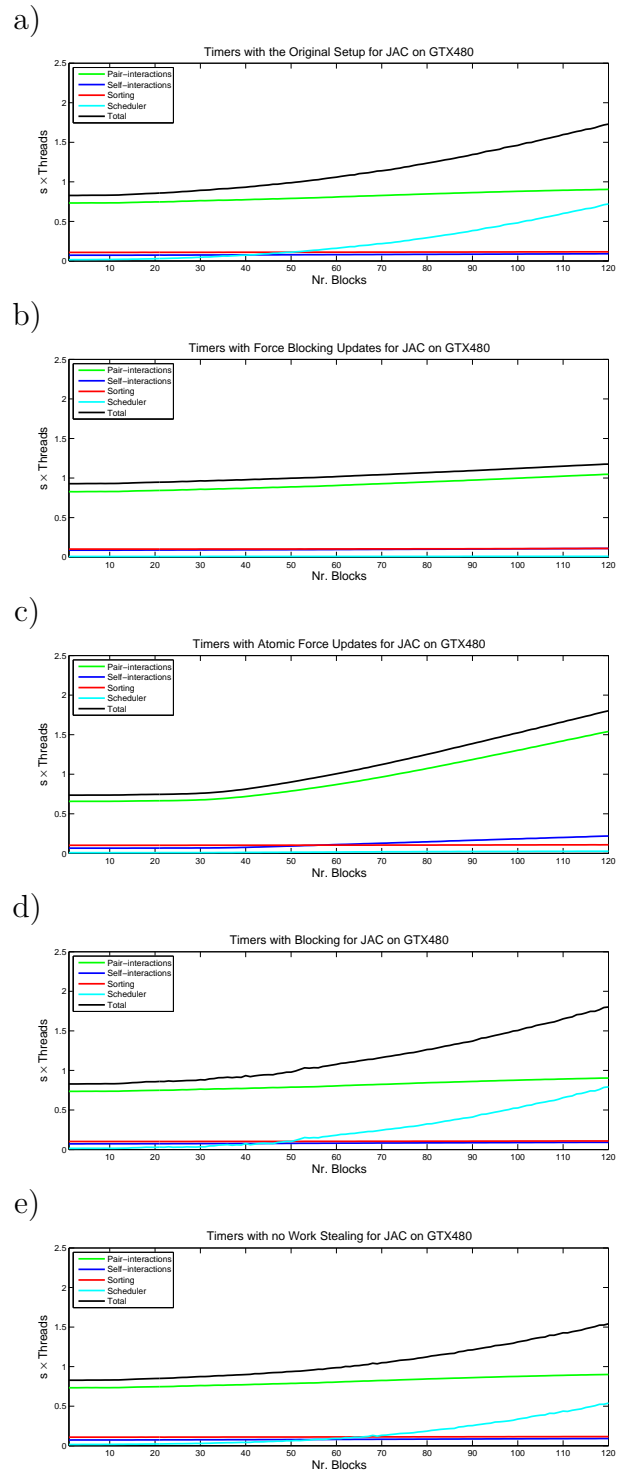 a)
Timers with the Original Setup for JAC on GTX480
2.5
2
1.5
1
0.5
0
s × Threads
Pair−interactions
Self−interactions
Sorting
Scheduler
Total
10 20 30 40 50 60 70 80 90 100 110 120
Nr. Blocks
b)
Timers with Force Blocking Updates for JAC on GTX480
2.5
2
1.5
1
0.5
0
s × Threads
Pair−interactions
Self−interactions
Sorting
Scheduler
Total
10 20 30 40 50 60 70 80 90 100 110 120
Nr. Blocks
c)
Timers with Atomic Force Updates for JAC on GTX480
2.5
2
1.5
1
0.5
0
s × Threads
Pair−interactions
Self−interactions
Sorting
Scheduler
Total
10 20 30 40 50 60 70 80 90 100 110 120
Nr. Blocks
d)
Timers with Blocking for JAC on GTX480
2.5
2
1.5
1
0.5
0
s × Threads
Pair−interactions
Self−interactions
Sorting
Scheduler
Total
10 20 30 40 50 60 70 80 90 100 110 120
Nr. Blocks
e)
Timers with no Work Stealing for JAC on GTX480
2.5
2
1.5
1
0.5
0
s × Threads
Pair−interactions
Self−interactions
Sorting
Scheduler
Total
10 20 30 40 50 60 70 80 90 100 110 120
Nr. Blocks